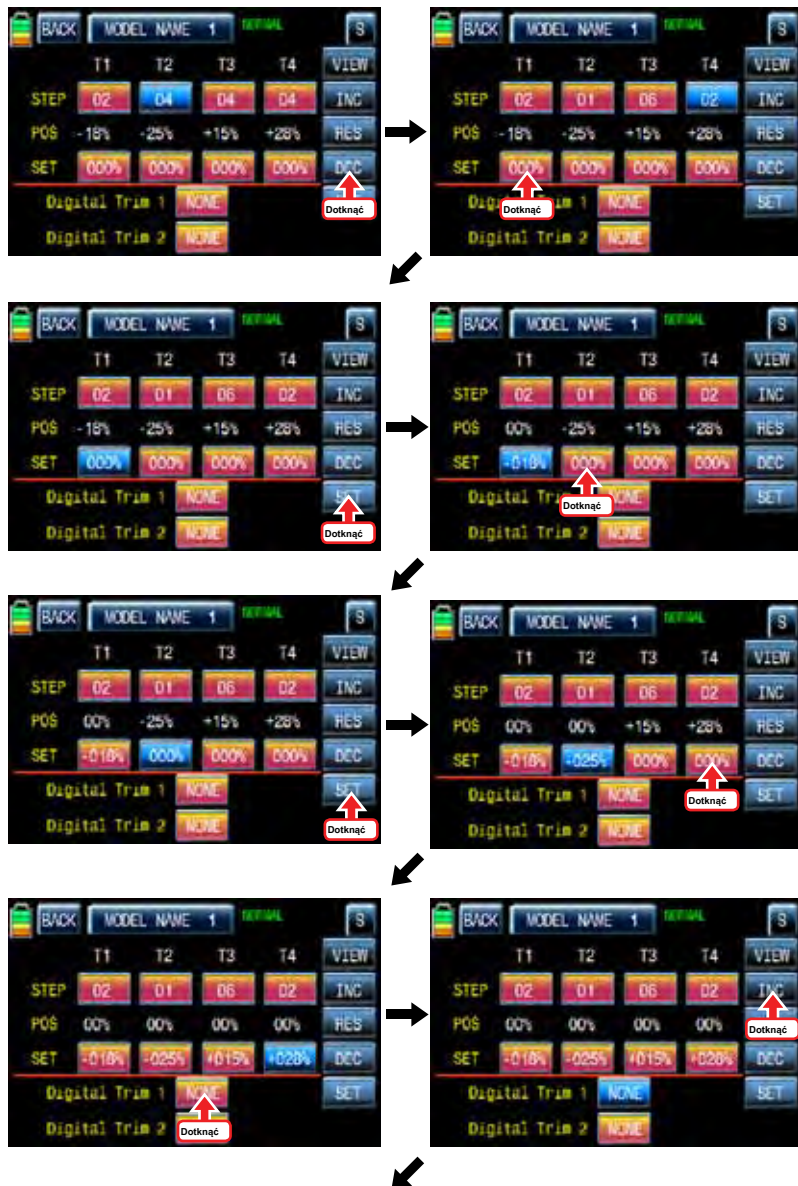 BACK MODEL NAME 1 NORMAL S
T1 T2 T3 T4 VIEW
STEP 02 04 04 04 INC
POS -18% -25% +15% +28% RES
SET 000% 000% 000% 000% DEC
Digital Trim 1 NONE Dotknąć
Digital Trim 2 NONE
BACK MODEL NAME 1 NORMAL S
T1 T2 T3 T4 VIEW
STEP 02 01 06 02 INC
POS -18% -25% +15% +28% RES
SET 000% 000% 000% 000% DEC
Digital Trim 1 NONE SET
Dotknąć
Digital Trim 2 NONE
BACK MODEL NAME 1 NORMAL S
T1 T2 T3 T4 VIEW
STEP 02 01 06 02 INC
POS -18% -25% +15% +28% RES
SET 000% 000% 000% 000% DEC
Digital Trim 1 NONE SET
Digital Trim 2 NONE Dotknąć
BACK MODEL NAME 1 NORMAL S
T1 T2 T3 T4 VIEW
STEP 02 01 06 02 INC
POS 00% -25% +15% +28% RES
SET -018% 000% 000% 000% DEC
Digital Trim 1 NONE SET
Dotknąć
Digital Trim 2 NONE
BACK MODEL NAME 1 NORMAL S
T1 T2 T3 T4 VIEW
STEP 02 01 06 02 INC
POS 00% -25% +15% +28% RES
SET -018% 000% 000% 000% DEC
Digital Trim 1 NONE SET
Digital Trim 2 NONE Dotknąć
BACK MODEL NAME 1 NORMAL S
T1 T2 T3 T4 VIEW
STEP 02 01 06 02 INC
POS 00% 00% +15% +28% RES
SET -018% -025% 000% 000% DEC
Digital Trim 1 NONE Dotknąć SET
Digital Trim 2 NONE
BACK MODEL NAME 1 NORMAL S
T1 T2 T3 T4 VIEW
STEP 02 01 06 02 INC
POS 00% 00% 00% 00% RES
SET -018% -025% +015% +028% DEC
Digital Trim 1 NONE SET
Digital Trim 2 Dotknąć
BACK MODEL NAME 1 NORMAL S
T1 T2 T3 T4 VIEW
STEP 02 01 06 02 INC
POS 00% 00% 00% 00% Dotknąć
SET -018% -025% +015% +028% DEC
Digital Trim 1 NONE SET
Digital Trim 2 NONE